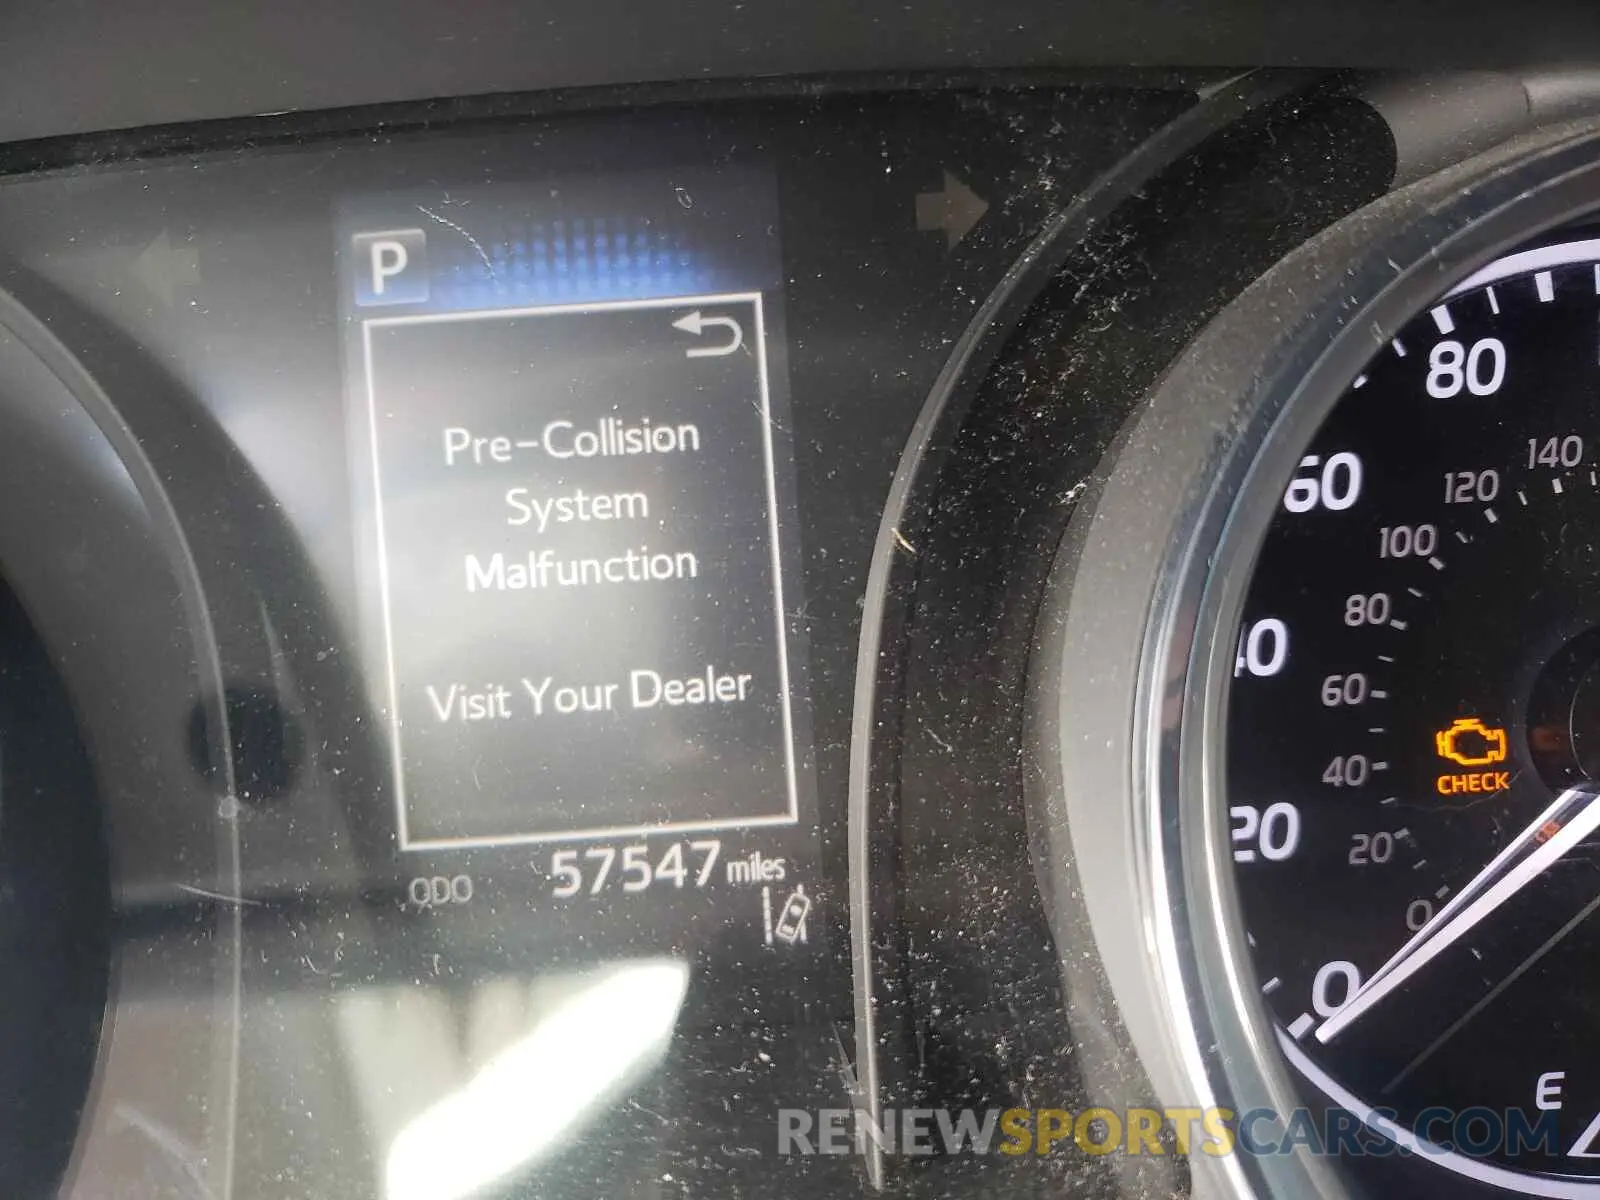 P
Pre-Collision
System
Malfunction
Visit Your Dealer
ODO 57547 miles
80
60
40
20
0
140
120
100
80
60
40
20
0
CHECK
E
RENEWSPORTSCARS.COM